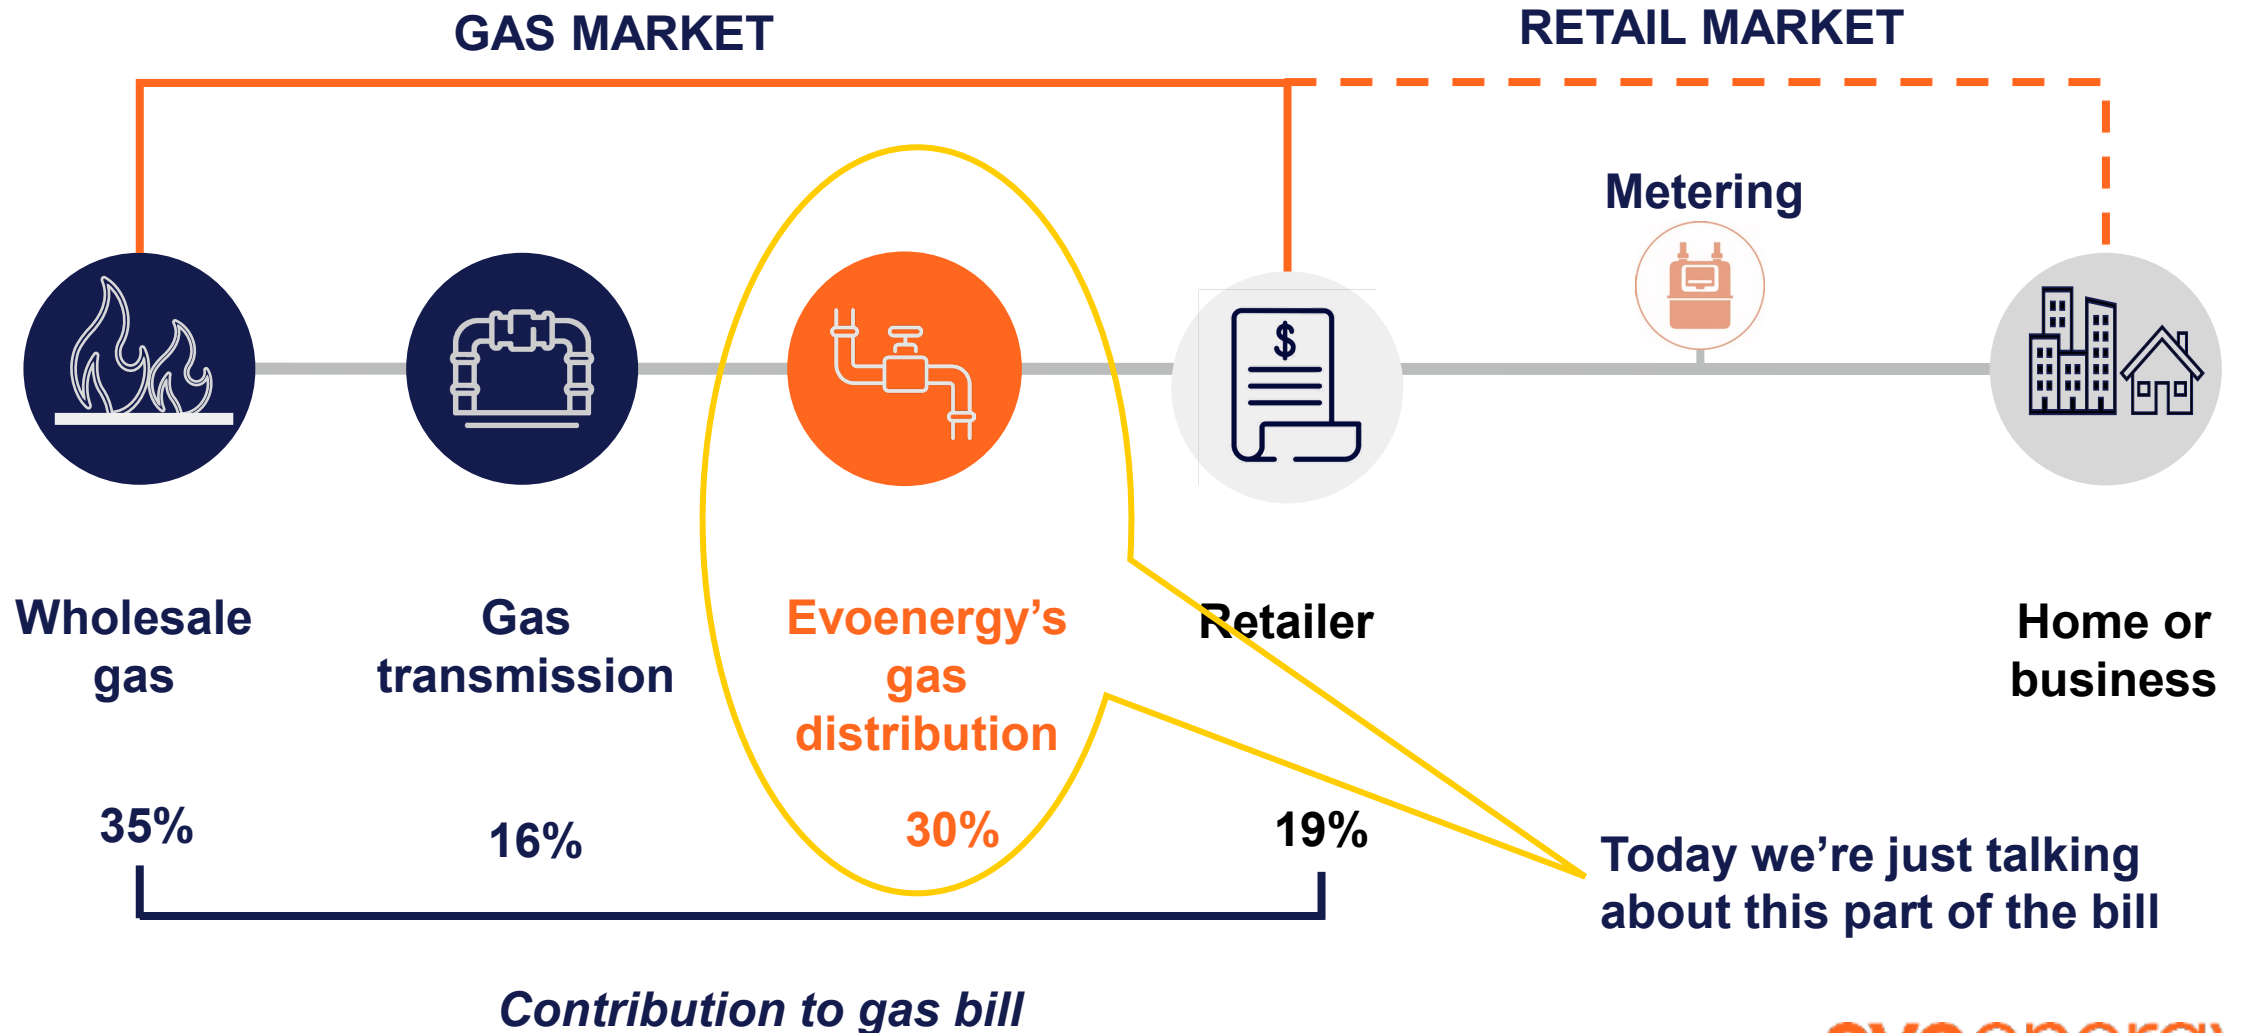 GAS MARKET
RETAIL MARKET
Metering
$
Wholesale
gas
Gas
transmission
Evoenergy’s
gas
distribution
Retailer
Home or
business
35%
16%
30%
19%
Today we’re just talking
about this part of the bill
Contribution to gas bill
evoenergy